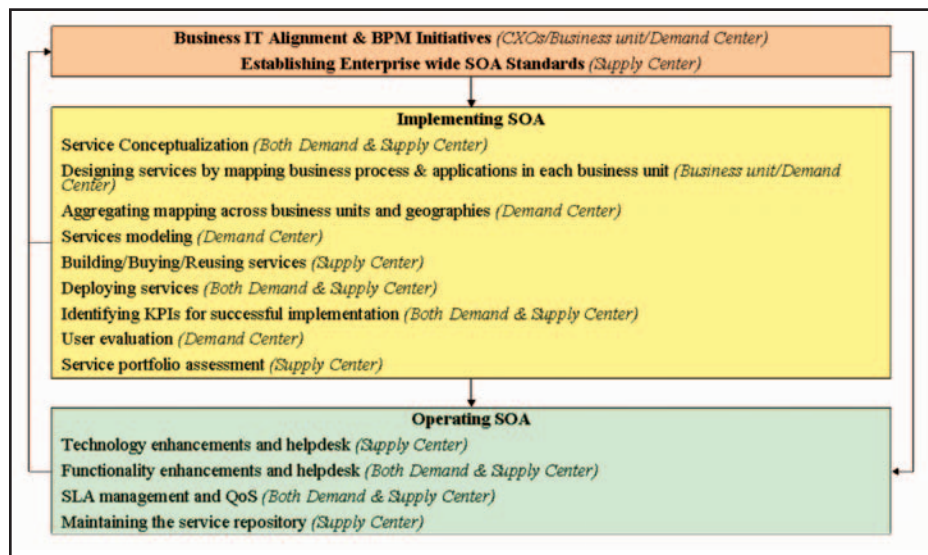 Business IT Alignment & BPM Initiatives (CXOs/Business unit/Demand Center)
Establishing Enterprise wide SOA Standards (Supply Center)
Implementing SOA
Service Conceptualization (Both Demand & Supply Center)
Designing services by mapping business process & applications in each business unit (Business unit/Demand
Center)
Aggregating mapping across business units and geographies (Demand Center)
Services modeling (Demand Center)
Building/Buying/Reusing services (Supply Center)
Deploying services (Both Demand & Supply Center)
Identifying KPIs for successful implementation (Both Demand & Supply Center)
User evaluation (Demand Center)
Service portfolio assessment (Supply Center)
Operating SOA
Technology enhancements and helpdesk (Supply Center)
Functionality enhancements and helpdesk (Both Demand & Supply Center)
SLA management and QoS (Both Demand & Supply Center)
Maintaining the service repository (Supply Center)